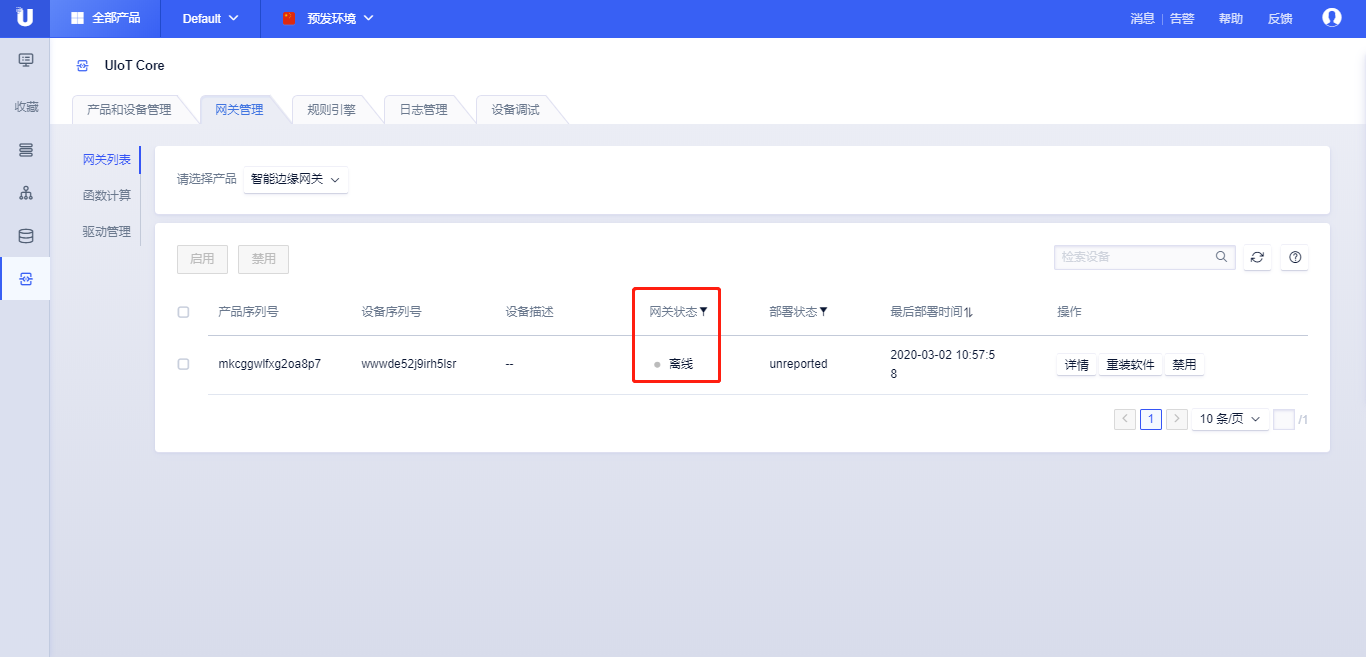 全部产品 Default 预发环境 消息 告警 帮助 反馈
UIoT Core
收藏
产品和设备管理 网关管理 规则引擎 日志管理 设备调试
网关列表
函数计算
驱动管理
请选择产品 智能边缘网关
启用 禁用 检索设备
产品序列号 设备序列号 设备描述 网关状态 部署状态 最后部署时间 操作
mkcggwlfxg2oa8p7 wwwde52j9irh5lsr -- 离线 unreported 2020-03-02 10:57:5
8 详情 重装软件 禁用
1 10 条/页 /1